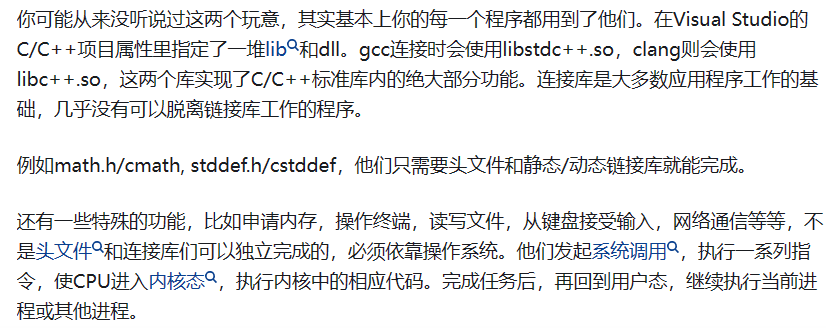 你可能从来没听说过这两个玩意，其实基本上你的每一个程序都用到了他们。在Visual Studio的
C/C++项目属性里指定了一堆lib和dll。gcc连接时会使用libstdc++.so，clang则会使用
libc++.so，这两个库实现了C/C++标准库内的绝大部分功能。连接库是大多数应用程序工作的基
础，几乎没有可以脱离链接库工作的程序。
例如math.h/cmath, stddef.h/cstddef，他们只需要头文件和静态/动态链接库就能完成。
还有一些特殊的功能，比如申请内存，操作终端，读写文件，从键盘接受输入，网络通信等等，不
是头文件和连接库们可以独立完成的，必须依靠操作系统。他们发起系统调用，执行一系列指
令，使CPU进入内核态，执行内核中的相应代码。完成任务后，再回到用户态，继续执行当前进
程或其他进程。